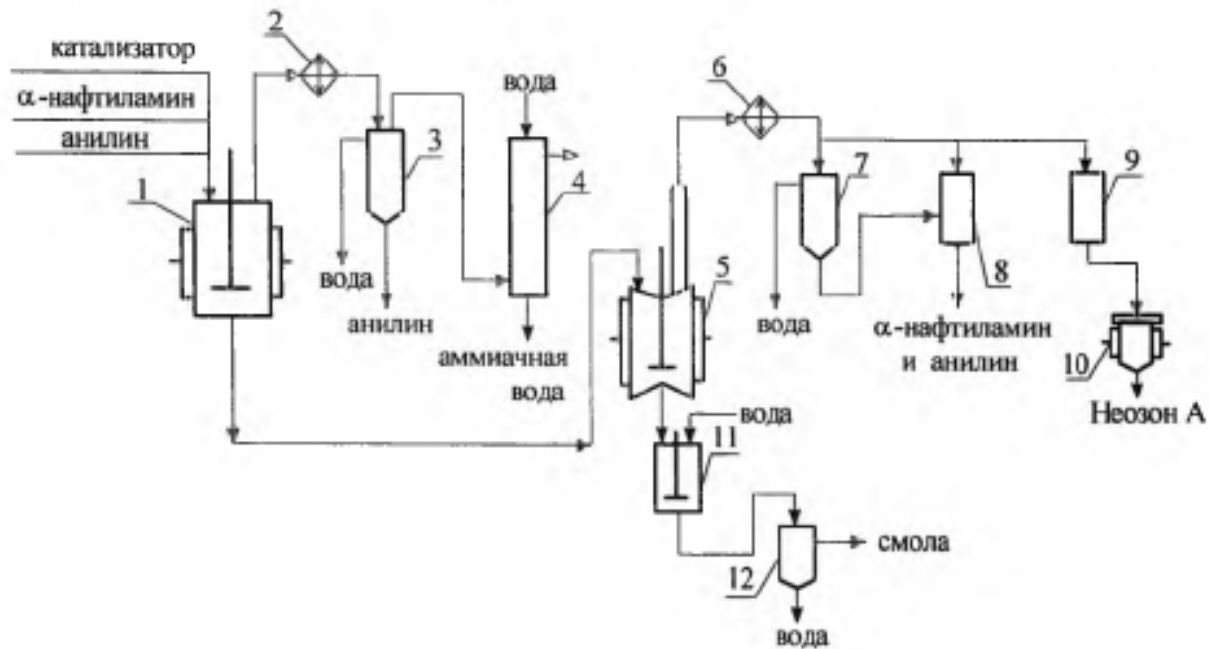 катализатор
α-нафтиламин
анилин
1
2
3
вода
анилин
вода
4
аммиачная
вода
5
6
7
вода
8
α-нафтиламин
и анилин
9
10
Неозон А
вода
11
12
смола
вода